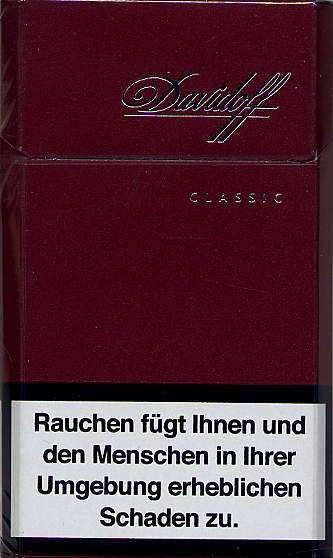 Davidoff
CLASSIC
Rauchen fügt Ihnen und
den Menschen in Ihrer
Umgebung erheblichen
Schaden zu.